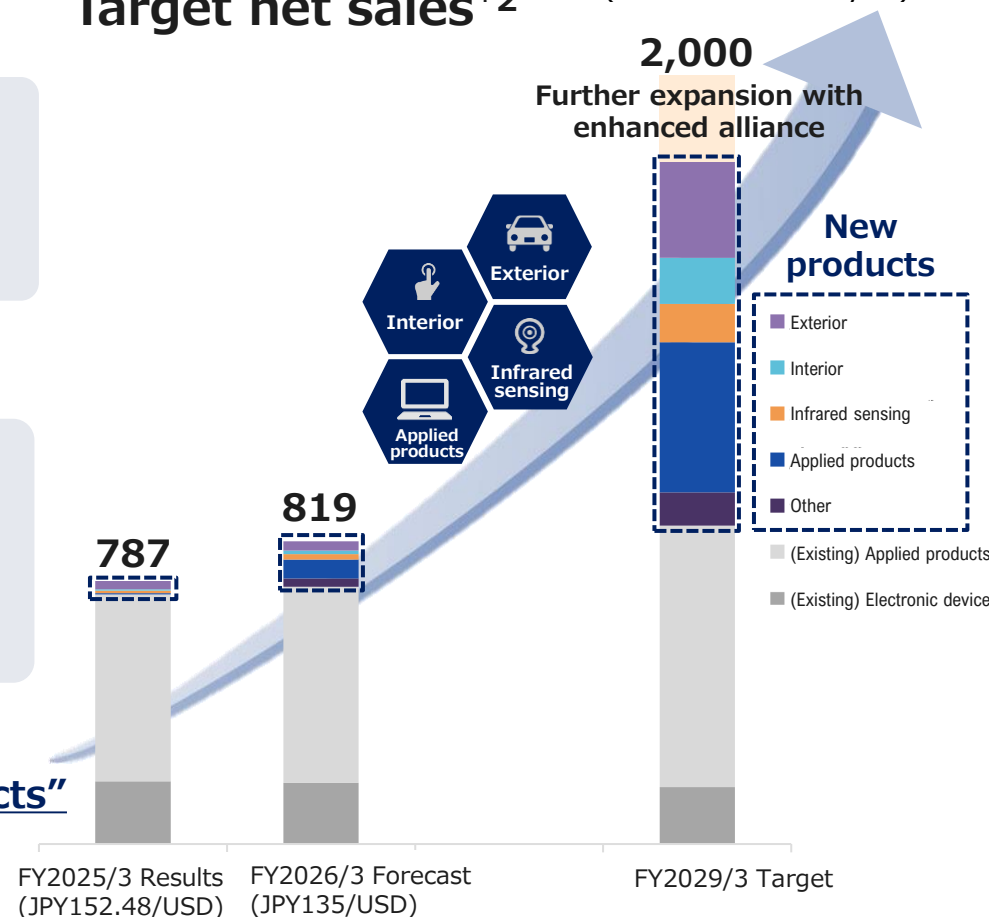 Target net sales
2,000
Further expansion with
enhanced alliance
New
products
Exterior
Interior
Infrared
sensing
Applied
products
Exterior
Interior
Infrared sensing
Applied products
Other
(Existing) Applied products
(Existing) Electronic device
819
787
cts”
FY2025/3 Results
(JPY152.48/USD)
FY2026/3 Forecast
(JPY135/USD)
FY2029/3 Target